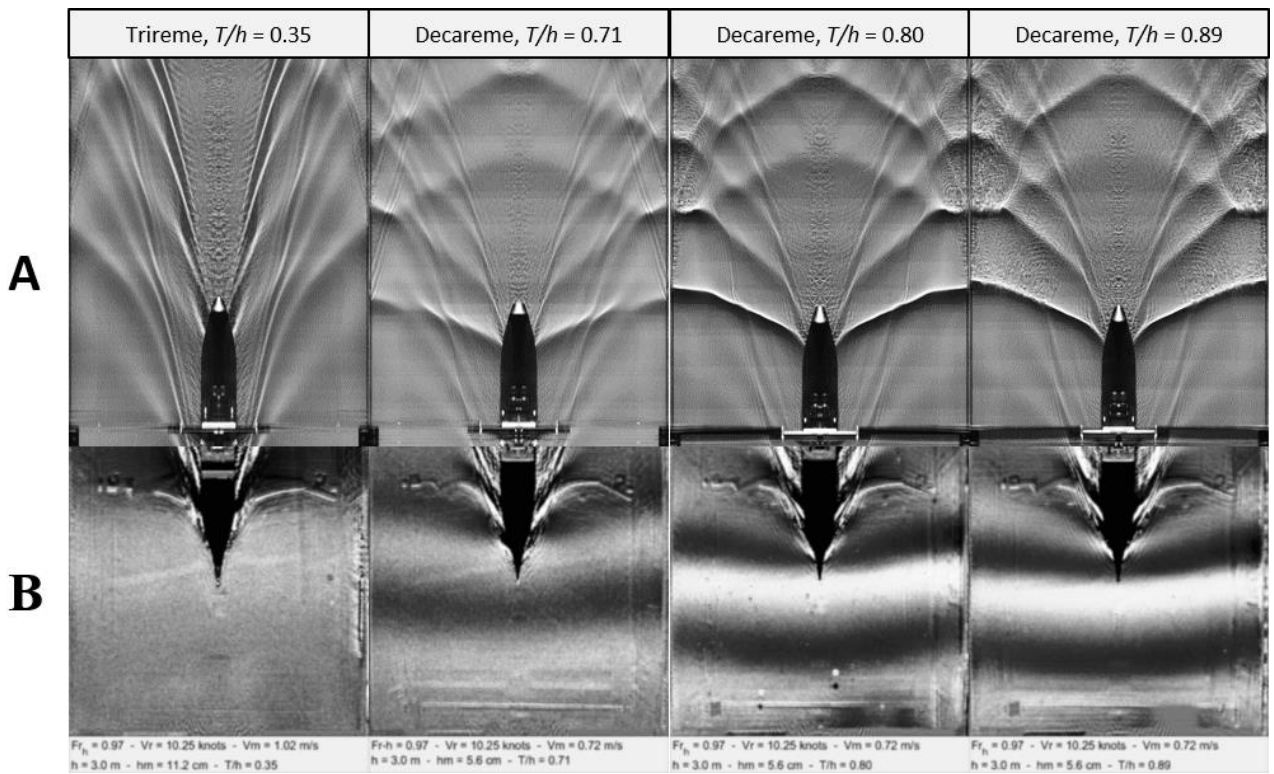 Trireme, T/h = 0.35
Decareme, T/h = 0.71
Decareme, T/h = 0.80
Decareme, T/h = 0.89
A
B
Fr_h = 0.97 - Vr = 10.25 knots - Vm = 1.02 m/s
h = 3.0 m - hm = 11.2 cm - T/h = 0.35
Fr-h = 0.97 - Vr = 10.25 knots - Vm = 0.72 m/s
h = 3.0 m - hm = 5.6 cm - T/h = 0.71
Fr_h = 0.97 - Vr = 10.25 knots - Vm = 0.72 m/s
h = 3.0 m - hm = 5.6 cm - T/h = 0.80
Fr_h = 0.97 - Vr = 10.25 knots - Vm = 0.72 m/s
h = 3.0 m - hm = 5.6 cm - T/h = 0.89